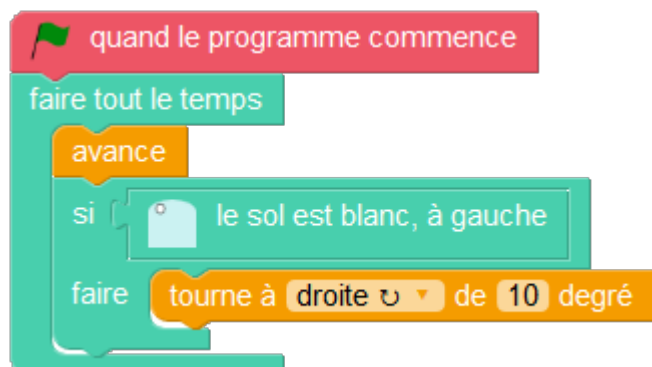 quand le programme commence
faire tout le temps
avance
si le sol est blanc, à gauche
faire tourne à droite ↻ ▼ de 10 degré